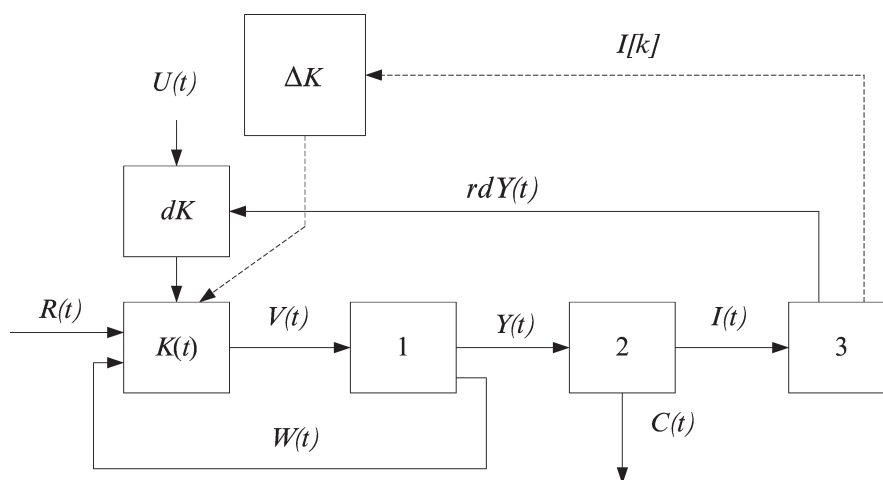 I[k]
ΔK
U(t)
rdY(t)
dK
R(t)
K(t)
V(t)
1
Y(t)
2
I(t)
3
W(t)
C(t)